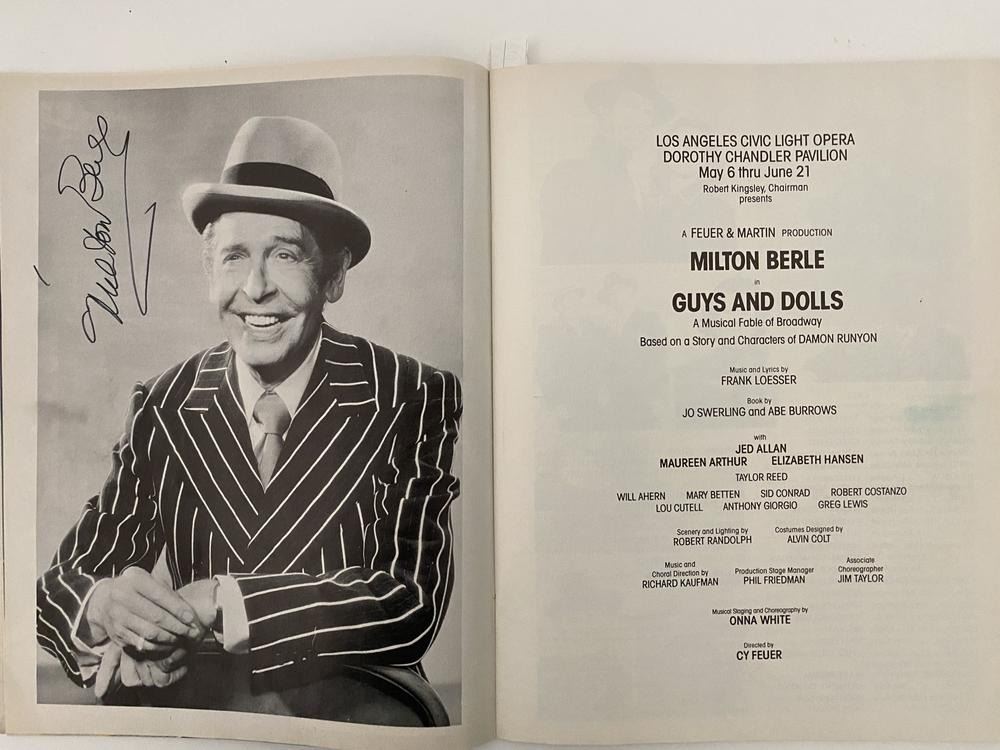 Milton Berle
LOS ANGELES CIVIC LIGHT OPERA
DOROTHY CHANDLER PAVILION
May 6 thru June 21
Robert Kingsley, Chairman
presents
A FEUER & MARTIN PRODUCTION
MILTON BERLE
in
GUYS AND DOLLS
A Musical Fable of Broadway
Based on a Story and Characters of DAMON RUNYON
Music and Lyrics by
FRANK LOESSER
Book by
JO SWERLING and ABE BURROWS
with
JED ALLAN
MAUREEN ARTHUR ELIZABETH HANSEN
TAYLOR REED
WILL AHERN MARY BETTEN SID CONRAD ROBERT COSTANZO
LOU CUTELL ANTHONY GIORGIO GREG LEWIS
Scenery and Lighting by
ROBERT RANDOLPH
Costumes Designed by
ALVIN COLT
Music and
Choral Direction by
RICHARD KAUFMAN
Production Stage Manager
PHIL FRIEDMAN
Associate
Choreographer
JIM TAYLOR
Musical Staging and Choreography by
ONNA WHITE
Directed by
CY FEUER